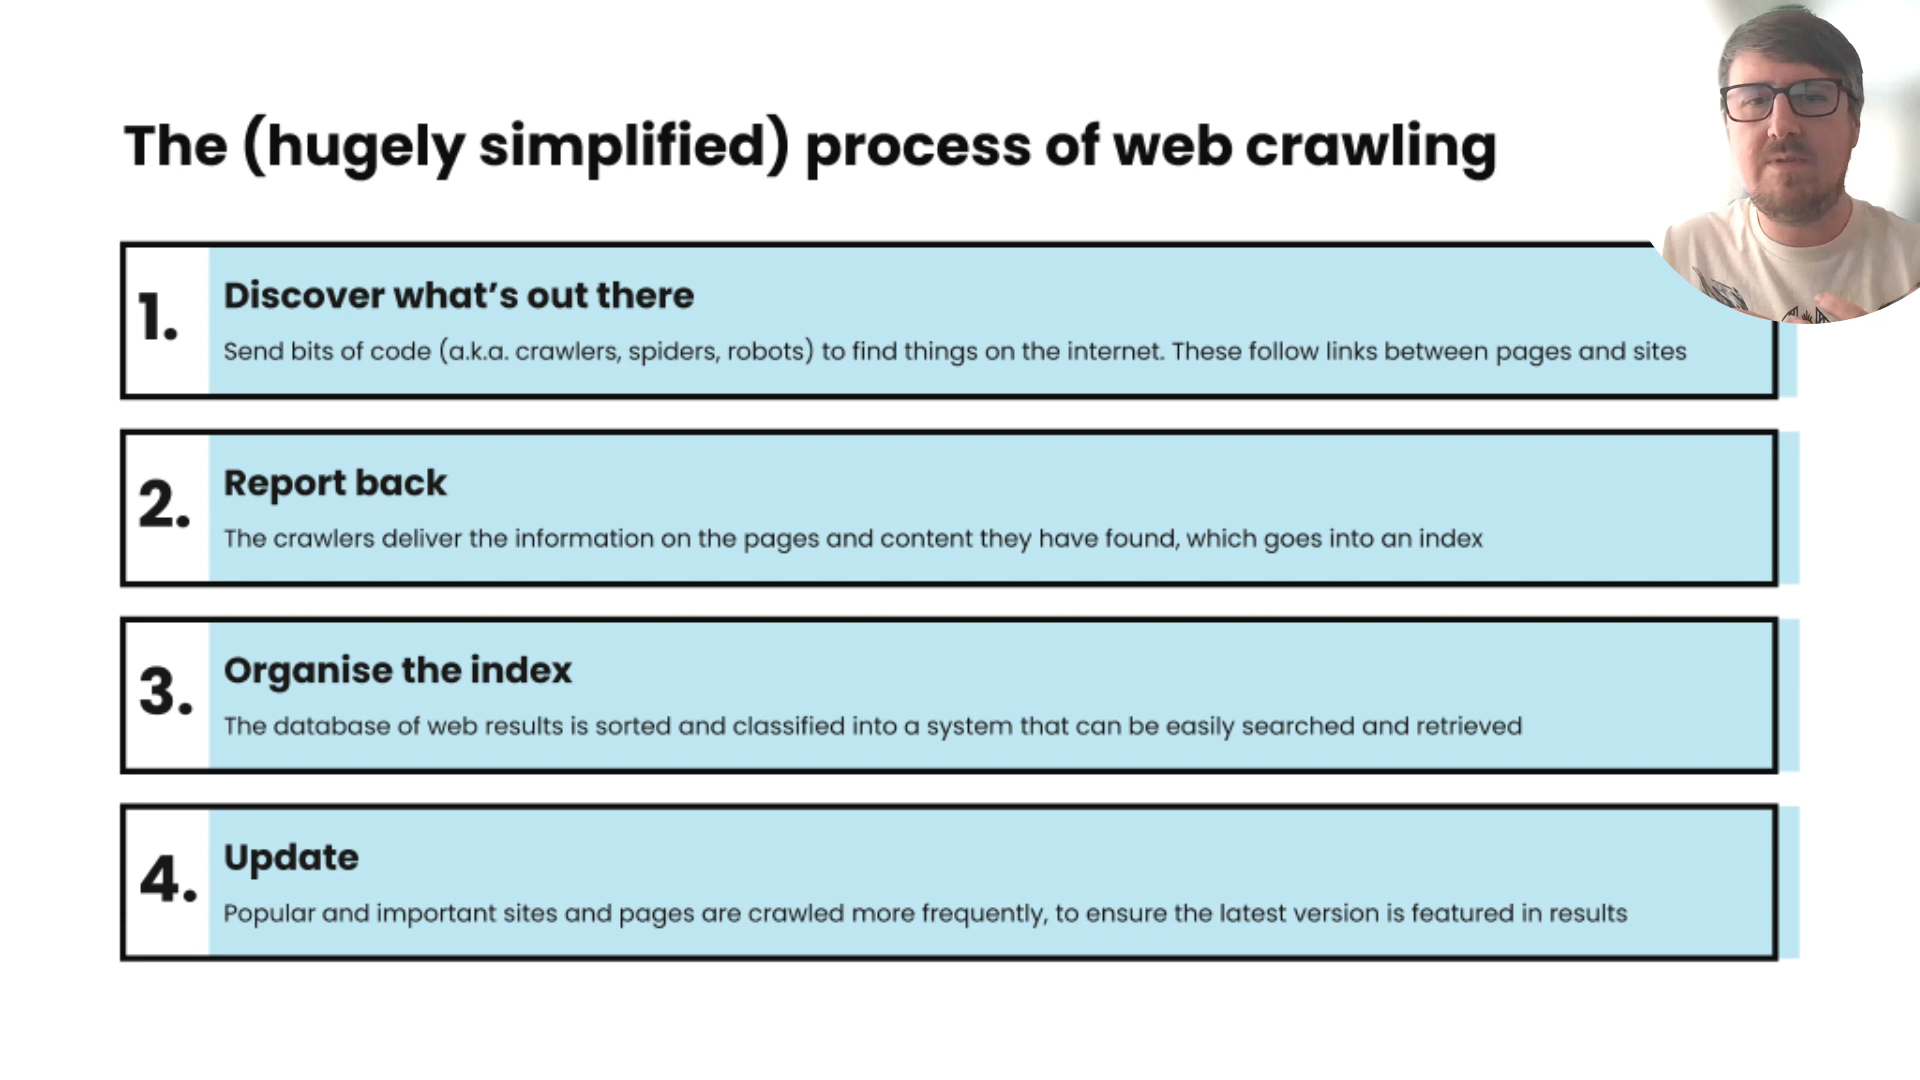 The (hugely simplified) process of web crawling
1.
Discover what's out there
Send bits of code (a.k.a. crawlers, spiders, robots) to find things on the internet. These follow links between pages and sites
2.
Report back
The crawlers deliver the information on the pages and content they have found, which goes into an index
3.
Organise the index
The database of web results is sorted and classified into a system that can be easily searched and retrieved
4.
Update
Popular and important sites and pages are crawled more frequently, to ensure the latest version is featured in results